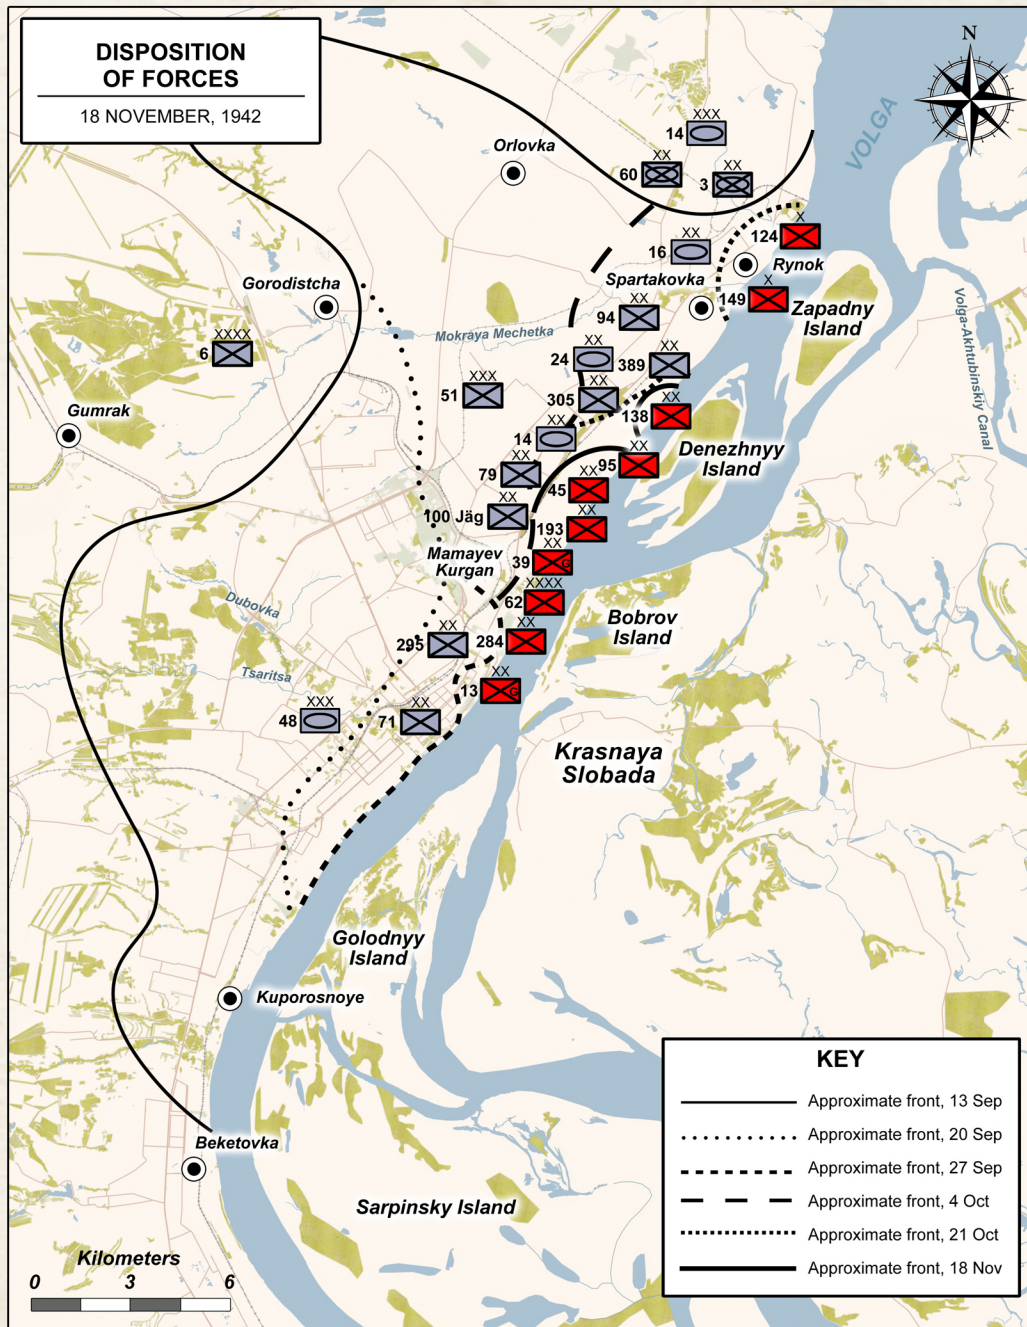 DISPOSITION
OF FORCES
18 NOVEMBER, 1942
N
VOLGA
XXX
14
Orlovka
XX
60
XX
3
X
124
XX
16
Rynok
Gorodistcha
Spartakovka
X
149
Zapadny
Island
Volga-Akhtubinskiy Canal
XX
94
Mokraya Mechetka
XXXX
6
XX
24
XX
389
XXX
51
XX
305
XX
138
Gumrak
XX
14
Denezhnyy
Island
XX
95
XX
79
XX
45
XX
100 Jäg
XX
193
Mamayev
Kurgan
XX
39
G
XXXX
62
Dubovka
Bobrov
Island
XX
295
XX
284
Tsaritsa
XX
13
G
XXX
48
XX
71
Krasnaya
Slobada
Golodnyy
Island
Kuporosnoye
Beketovka
Sarpinsky Island
Kilometers
0 3 6
KEY
Approximate front, 13 Sep
Approximate front, 20 Sep
Approximate front, 27 Sep
Approximate front, 4 Oct
Approximate front, 21 Oct
Approximate front, 18 Nov